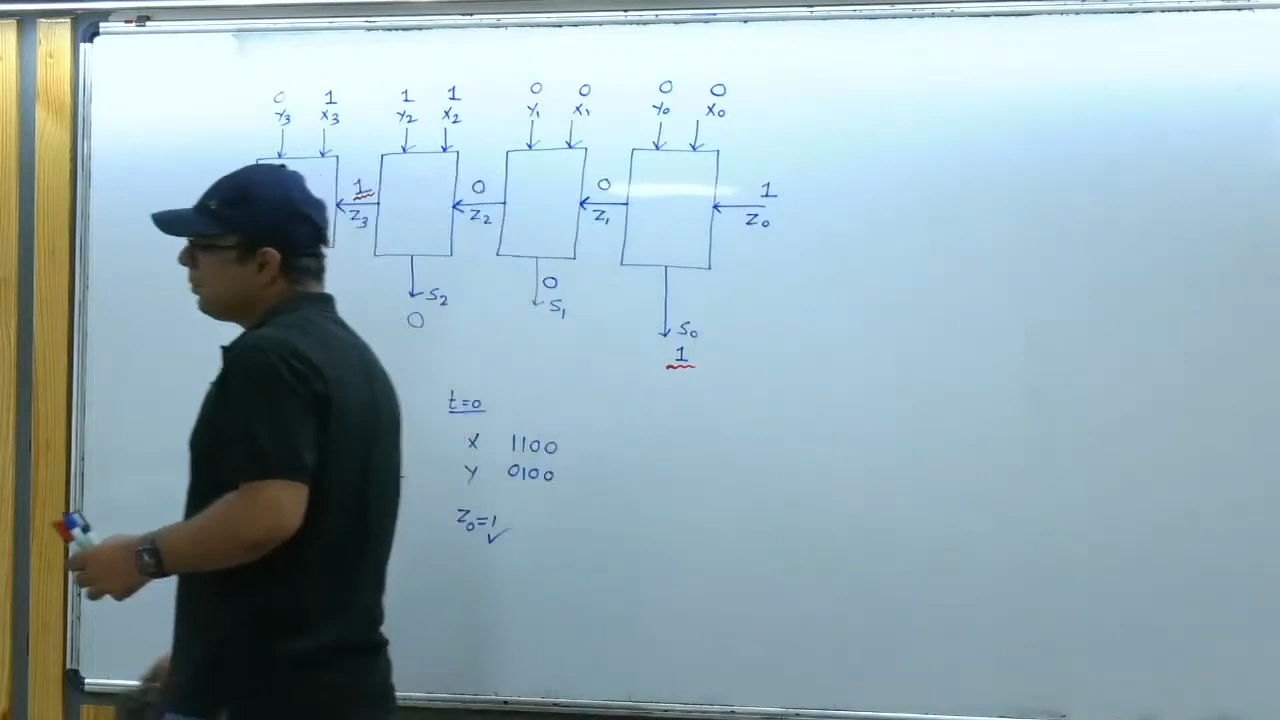 0 1 1 1 0 0 0 0
Y3 X3 Y2 X2 Y1 X1 Y0 X0
1 0 0 1
Z3 Z2 Z1 Z0
S2 0 S1 S0
0 1
t=0
X 1100
Y 0100
Z0=1 ✓